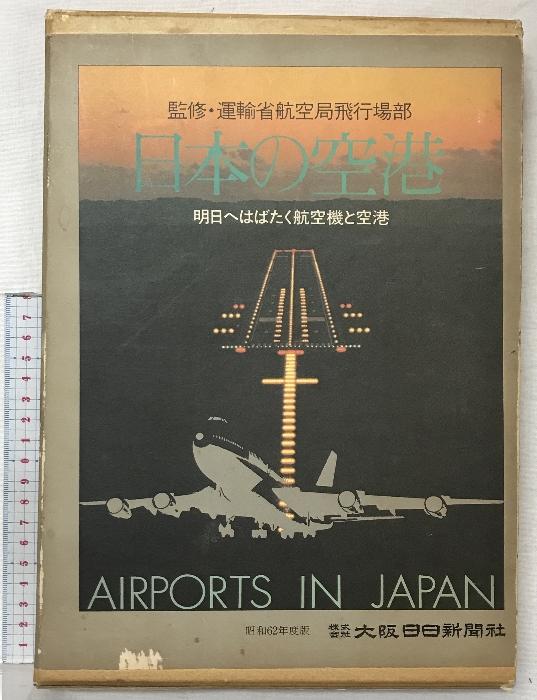 監修・運輸省航空局飛行場部
日本の空港
明日へはばたく航空機と空港
AIRPORTS IN JAPAN
昭和62年度版
株式会社 大阪日日新聞社